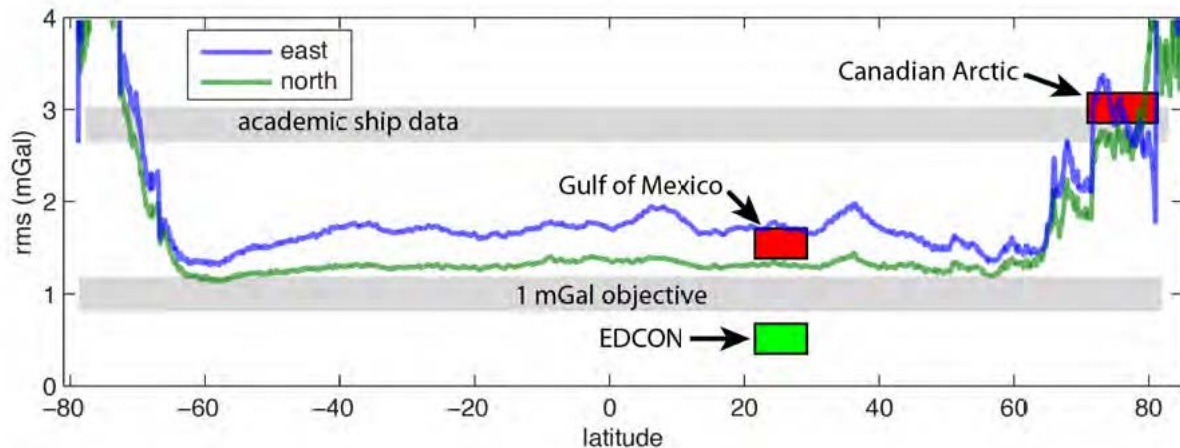 4
east
north
Canadian Arctic
3
academic ship data
rms (mGal)
Gulf of Mexico
2
1 mGal objective
1
EDCON
0
−80 −60 −40 −20 0 20 40 60 80
latitude